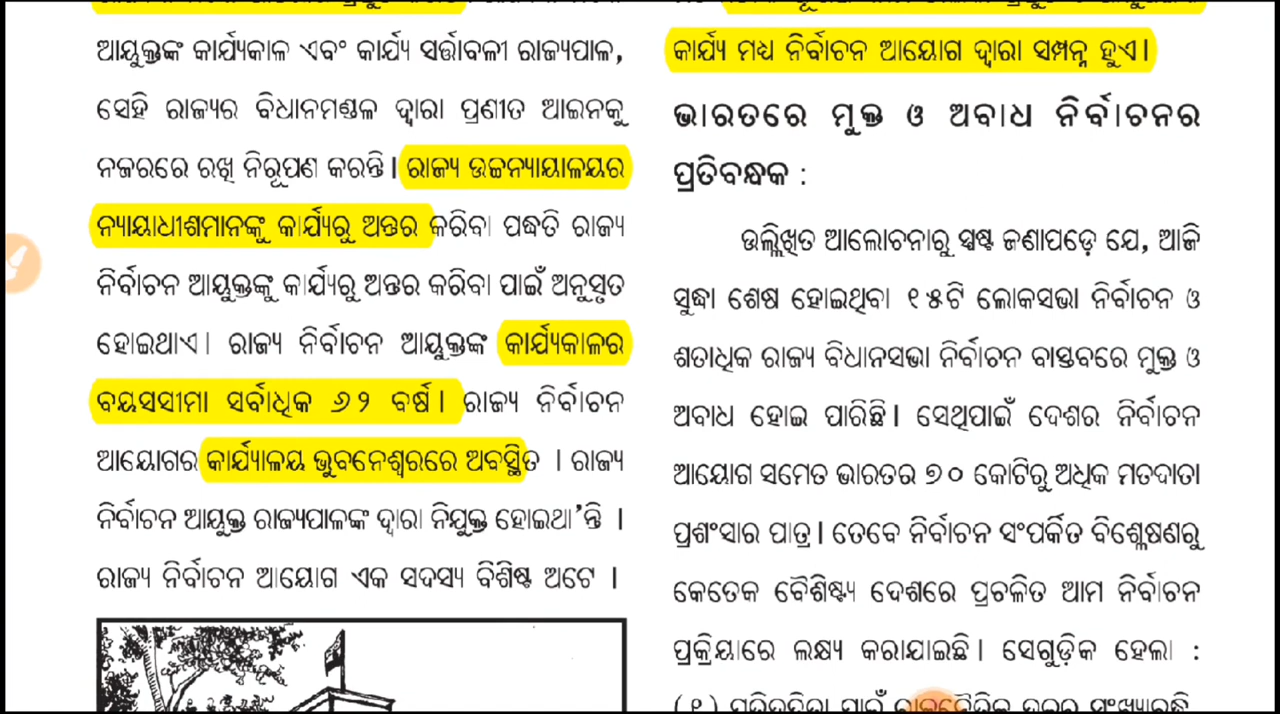 ଆୟୁକ୍ତଙ୍କ କାର୍ଯ୍ୟକାଳ ଏବଂ କାର୍ଯ୍ୟ ସର୍ତ୍ତାବଳୀ ରାଜ୍ୟପାଳ,
ସେହି ରାଜ୍ୟର ବିଧାନମଣ୍ଡଳ ଦ୍ୱାରା ପ୍ରଣୀତ ଆଇନକୁ
ନଜରରେ ରଖି ନିରୂପଣ କରନ୍ତି। ରାଜ୍ୟ ଉଚ୍ଚନ୍ୟାୟାଳୟର
ନ୍ୟାୟାଧୀଶମାନଙ୍କୁ କାର୍ଯ୍ୟରୁ ଅନ୍ତର କରିବା ପଦ୍ଧତି ରାଜ୍ୟ
ନିର୍ବାଚନ ଆୟୁକ୍ତଙ୍କୁ କାର୍ଯ୍ୟରୁ ଅନ୍ତର କରିବା ପାଇଁ ଅନୁସୃତ
ହୋଇଥାଏ। ରାଜ୍ୟ ନିର୍ବାଚନ ଆୟୁକ୍ତଙ୍କ କାର୍ଯ୍ୟକାଳର
ବୟସସୀମା ସର୍ବାଧିକ ୬୨ ବର୍ଷ। ରାଜ୍ୟ ନିର୍ବାଚନ
ଆୟୋଗର କାର୍ଯ୍ୟାଳୟ ଭୁବନେଶ୍ୱରରେ ଅବସ୍ଥିତ । ରାଜ୍ୟ
ନିର୍ବାଚନ ଆୟୁକ୍ତ ରାଜ୍ୟପାଳଙ୍କ ଦ୍ୱାରା ନିଯୁକ୍ତ ହୋଇଥା'ନ୍ତି ।
ରାଜ୍ୟ ନିର୍ବାଚନ ଆୟୋଗ ଏକ ସଦସ୍ୟ ବିଶିଷ୍ଟ ଅଟେ ।
କାର୍ଯ୍ୟ ମଧ୍ୟ ନିର୍ବାଚନ ଆୟୋଗ ଦ୍ୱାରା ସମ୍ପନ୍ନ ହୁଏ।
ଭାରତରେ ମୁକ୍ତ ଓ ଅବାଧ ନିର୍ବାଚନର
ପ୍ରତିବନ୍ଧକ :
ଉଲ୍ଲିଖିତ ଆଲୋଚନାରୁ ସ୍ପଷ୍ଟ ଜଣାପଡ଼େ ଯେ, ଆଜି
ସୁଦ୍ଧା ଶେଷ ହୋଇଥିବା ୧୫ଟି ଲୋକସଭା ନିର୍ବାଚନ ଓ
ଶତାଧିକ ରାଜ୍ୟ ବିଧାନସଭା ନିର୍ବାଚନ ବାସ୍ତବରେ ମୁକ୍ତ ଓ
ଅବାଧ ହୋଇ ପାରିଛି। ସେଥିପାଇଁ ଦେଶର ନିର୍ବାଚନ
ଆୟୋଗ ସମେତ ଭାରତର ୭୦ କୋଟିରୁ ଅଧିକ ମତଦାତା
ପ୍ରଶଂସାର ପାତ୍ର। ତେବେ ନିର୍ବାଚନ ସଂପର୍କିତ ବିଶ୍ଳେଷଣରୁ
କେତେକ ବୈଶିଷ୍ଟ୍ୟ ଦେଶରେ ପ୍ରଚଳିତ ଆମ ନିର୍ବାଚନ
ପ୍ରକ୍ରିୟାରେ ଲକ୍ଷ୍ୟ କରାଯାଇଛି। ସେଗୁଡ଼ିକ ହେଲା :